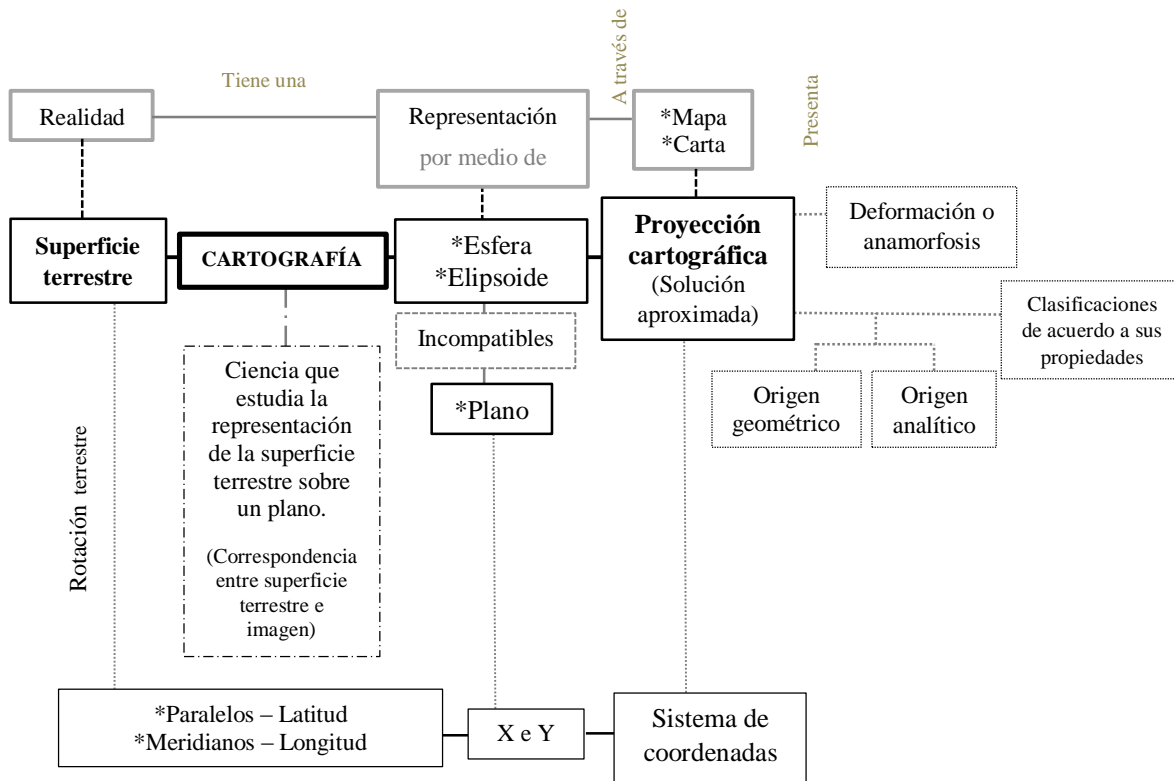 Tiene una
A través de
Presenta
Realidad
Representación
por medio de
*Mapa
*Carta
Superficie
terrestre
CARTOGRAFÍA
*Esfera
*Elipsoide
Proyección
cartográfica
(Solución
aproximada)
Deformación o
anamorfosis
Clasificaciones
de acuerdo a sus
propiedades
Origen
geométrico
Origen
analítico
Incompatibles
*Plano
Ciencia que
estudia la
representación
de la superficie
terrestre sobre
un plano.
(Correspondencia
entre superficie
terrestre e
imagen)
Rotación terrestre
*Paralelos – Latitud
*Meridianos – Longitud
X e Y
Sistema de
coordenadas